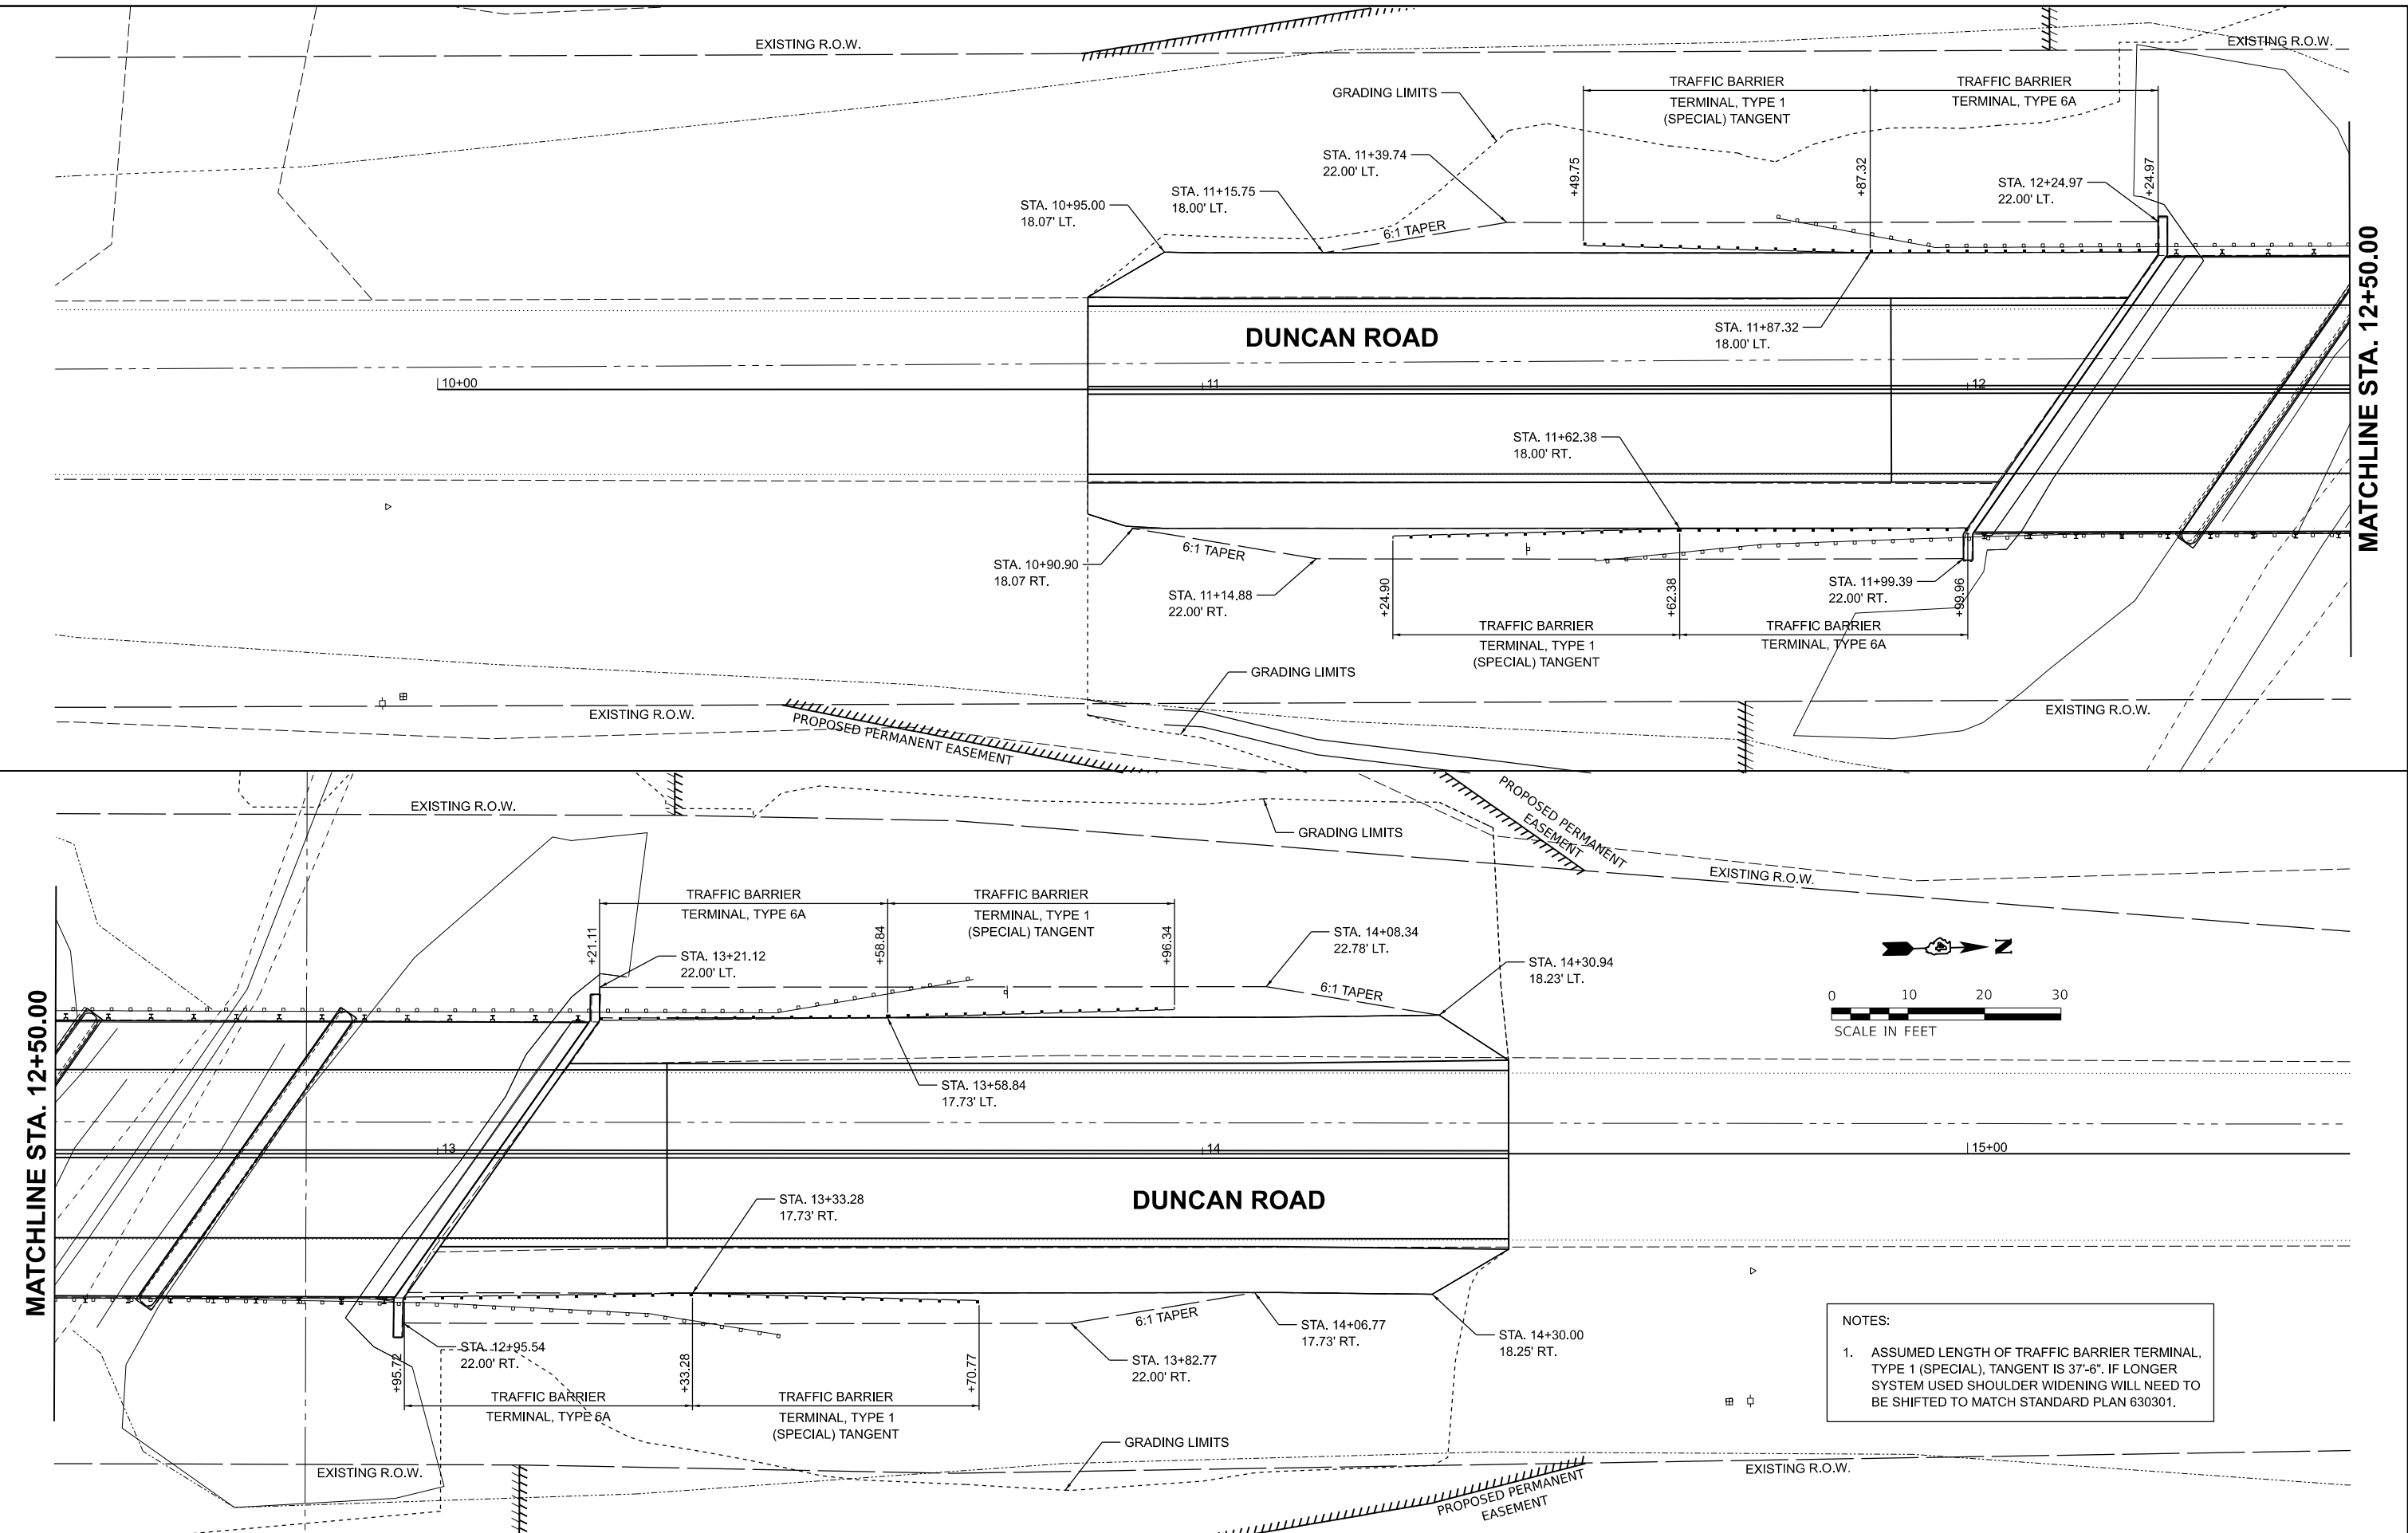 EXISTING R.O.W.
EXISTING R.O.W.
GRADING LIMITS
TRAFFIC BARRIER
TERMINAL, TYPE 1
(SPECIAL) TANGENT
TRAFFIC BARRIER
TERMINAL, TYPE 6A
STA. 11+39.74
22.00' LT.
+49.75
+87.32
+24.97
STA. 10+95.00
18.07' LT.
STA. 11+15.75
18.00' LT.
STA. 12+24.97
22.00' LT.
6:1 TAPER
DUNCAN ROAD
STA. 11+87.32
18.00' LT.
10+00
11
12
MATCHLINE STA. 12+50.00
STA. 11+62.38
18.00' RT.
6:1 TAPER
STA. 10+90.90
18.07 RT.
STA. 11+14.88
22.00' RT.
+24.90
+62.38
+99.96
STA. 11+99.39
22.00' RT.
TRAFFIC BARRIER
TERMINAL, TYPE 1
(SPECIAL) TANGENT
TRAFFIC BARRIER
TERMINAL, TYPE 6A
GRADING LIMITS
EXISTING R.O.W.
PROPOSED PERMANENT EASEMENT
EXISTING R.O.W.
EXISTING R.O.W.
GRADING LIMITS
PROPOSED PERMANENT
EASEMENT
EXISTING R.O.W.
TRAFFIC BARRIER
TERMINAL, TYPE 6A
TRAFFIC BARRIER
TERMINAL, TYPE 1
(SPECIAL) TANGENT
+21.11
+58.84
+96.34
STA. 13+21.12
22.00' LT.
STA. 14+08.34
22.78' LT.
STA. 14+30.94
18.23' LT.
6:1 TAPER
N
0 10 20 30
SCALE IN FEET
MATCHLINE STA. 12+50.00
STA. 13+58.84
17.73' LT.
13
14
15+00
STA. 13+33.28
17.73' RT.
DUNCAN ROAD
6:1 TAPER
STA. 12+95.54
22.00' RT.
+95.72
+33.28
+70.77
STA. 13+82.77
22.00' RT.
STA. 14+06.77
17.73' RT.
STA. 14+30.00
18.25' RT.
TRAFFIC BARRIER
TERMINAL, TYPE 6A
TRAFFIC BARRIER
TERMINAL, TYPE 1
(SPECIAL) TANGENT
GRADING LIMITS
EXISTING R.O.W.
PROPOSED PERMANENT
EASEMENT
EXISTING R.O.W.
NOTES:
1. ASSUMED LENGTH OF TRAFFIC BARRIER TERMINAL,
TYPE 1 (SPECIAL), TANGENT IS 37'-6". IF LONGER
SYSTEM USED SHOULDER WIDENING WILL NEED TO
BE SHIFTED TO MATCH STANDARD PLAN 630301.